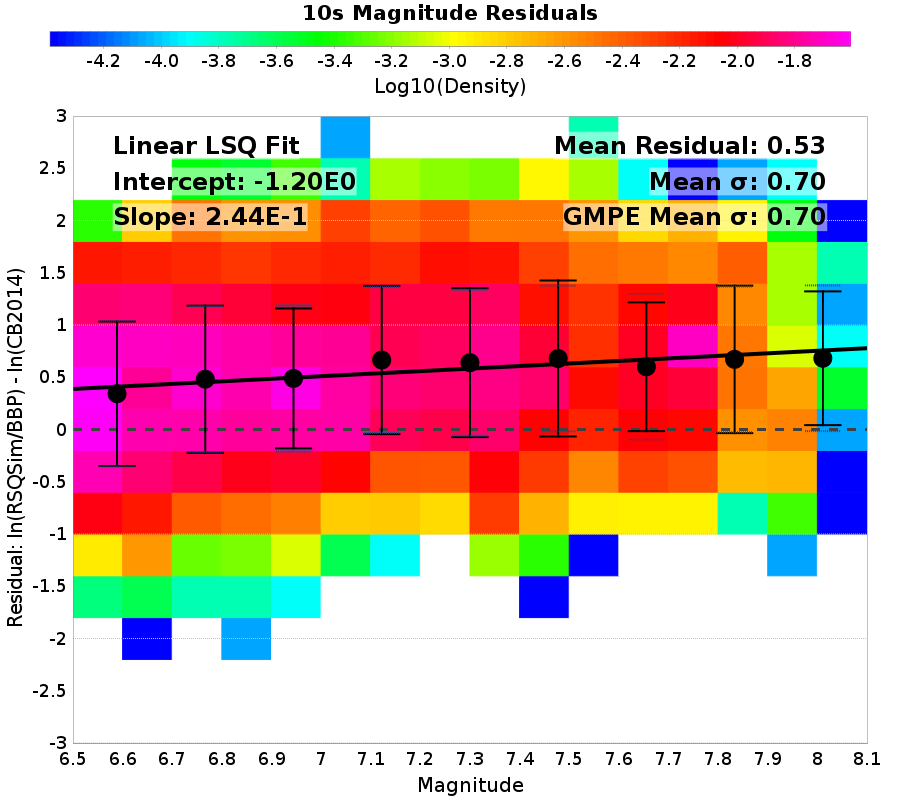 10s Magnitude Residuals
-4.2 -4.0 -3.8 -3.6 -3.4 -3.2 -3.0 -2.8 -2.6 -2.4 -2.2 -2.0 -1.8
Log10(Density)
Linear LSQ Fit
Intercept: -1.20E0
Slope: 2.44E-1
Mean Residual: 0.53
Mean σ: 0.70
GMPE Mean σ: 0.70
Residual: ln(RSQSim/BBP) - ln(CB2014)
3
2.5
2
1.5
1
0.5
0
-0.5
-1
-1.5
-2
-2.5
-3
6.5 6.6 6.7 6.8 6.9 7 7.1 7.2 7.3 7.4 7.5 7.6 7.7 7.8 7.9 8 8.1
Magnitude